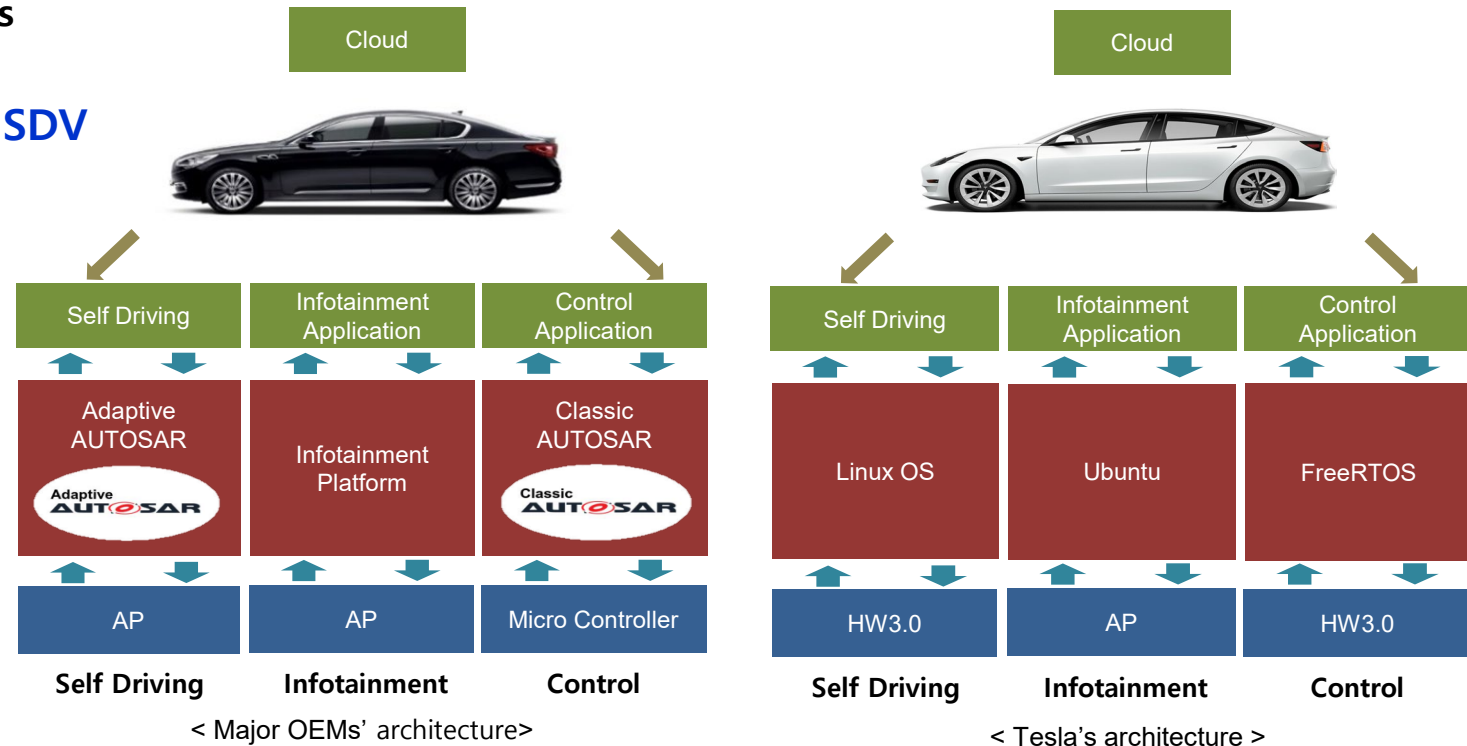 s
SDV
Cloud
Self Driving
Infotainment
Application
Control
Application
Adaptive
AUTOSAR
Adaptive
AUTOSAR
Infotainment
Platform
Classic
AUTOSAR
Classic
AUTOSAR
AP
AP
Micro Controller
Self Driving
Infotainment
Control
< Major OEMs' architecture>
Cloud
Self Driving
Infotainment
Application
Control
Application
Linux OS
Ubuntu
FreeRTOS
HW3.0
AP
HW3.0
Self Driving
Infotainment
Control
< Tesla's architecture >